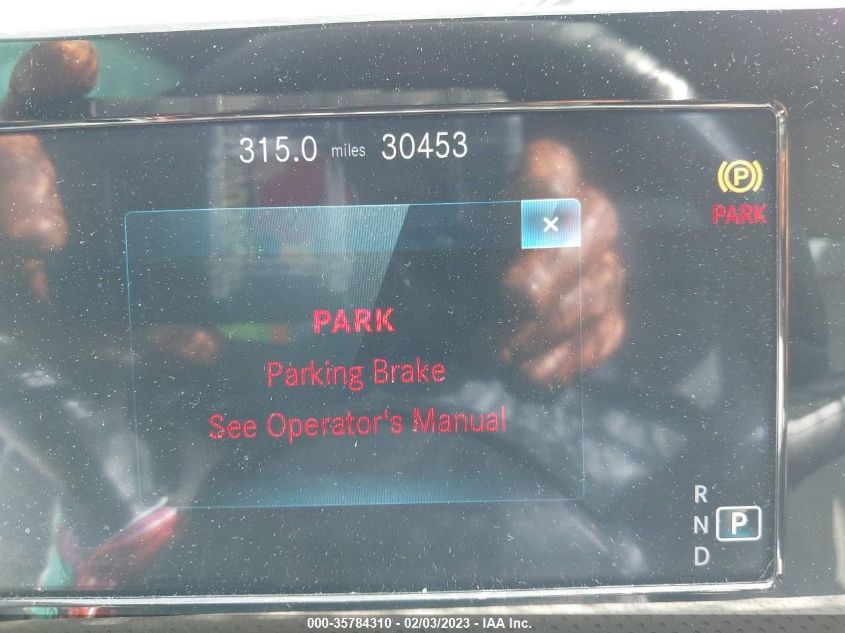 315.0 miles 30453
(P)
PARK
×
PARK
Parking Brake
See Operator's Manual
R
N P
D
000-35784310 - 02/03/2023 - IAA Inc.